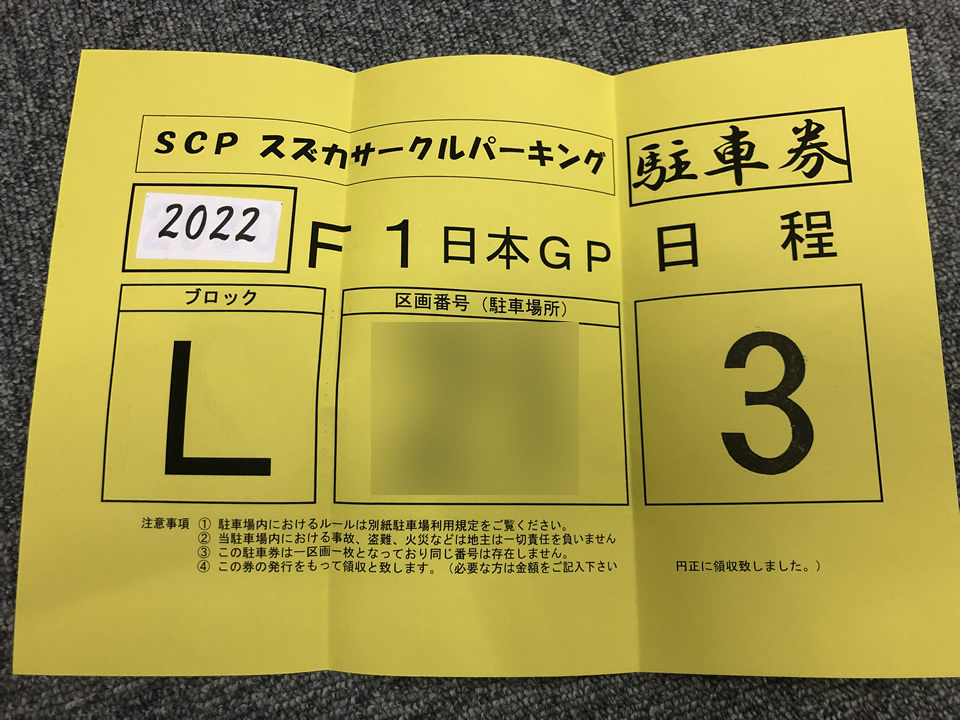 SCP スズカサークルパーキング
駐車券
2022 F1日本GP 日程
ブロック
区画番号（駐車場所）
L
3
注意事項 ① 駐車場内におけるルールは別紙駐車場利用規定をご覧ください。
② 当駐車場内における事故、盗難、火災などは地主は一切責任を負いません
③ この駐車券は一区画一枚となっており同じ番号は存在しません。
④ この券の発行をもって領収と致します。（必要な方は金額をご記入下さい 円正に領収致しました。）